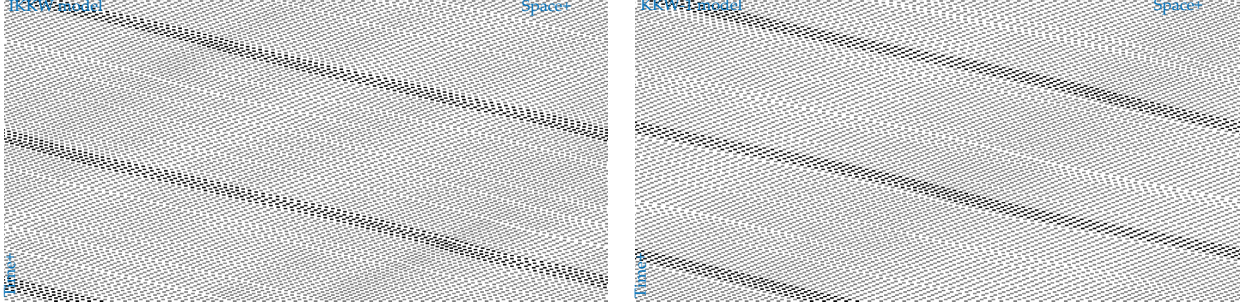 IKKW model
Space+
KKW-T model
Space+
Time+
Time+